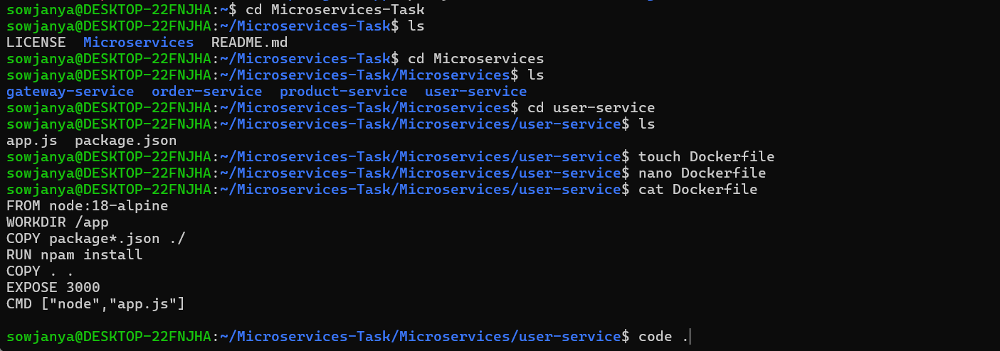 sowjanya@DESKTOP-22FNJHA:~$ cd Microservices-Task
sowjanya@DESKTOP-22FNJHA:~/Microservices-Task$ ls
LICENSE  Microservices  README.md
sowjanya@DESKTOP-22FNJHA:~/Microservices-Task$ cd Microservices
sowjanya@DESKTOP-22FNJHA:~/Microservices-Task/Microservices$ ls
gateway-service  order-service  product-service  user-service
sowjanya@DESKTOP-22FNJHA:~/Microservices-Task/Microservices$ cd user-service
sowjanya@DESKTOP-22FNJHA:~/Microservices-Task/Microservices/user-service$ ls
app.js  package.json
sowjanya@DESKTOP-22FNJHA:~/Microservices-Task/Microservices/user-service$ touch Dockerfile
sowjanya@DESKTOP-22FNJHA:~/Microservices-Task/Microservices/user-service$ nano Dockerfile
sowjanya@DESKTOP-22FNJHA:~/Microservices-Task/Microservices/user-service$ cat Dockerfile
FROM node:18-alpine
WORKDIR /app
COPY package*.json ./
RUN npam install
COPY . .
EXPOSE 3000
CMD ["node","app.js"]
sowjanya@DESKTOP-22FNJHA:~/Microservices-Task/Microservices/user-service$ code .